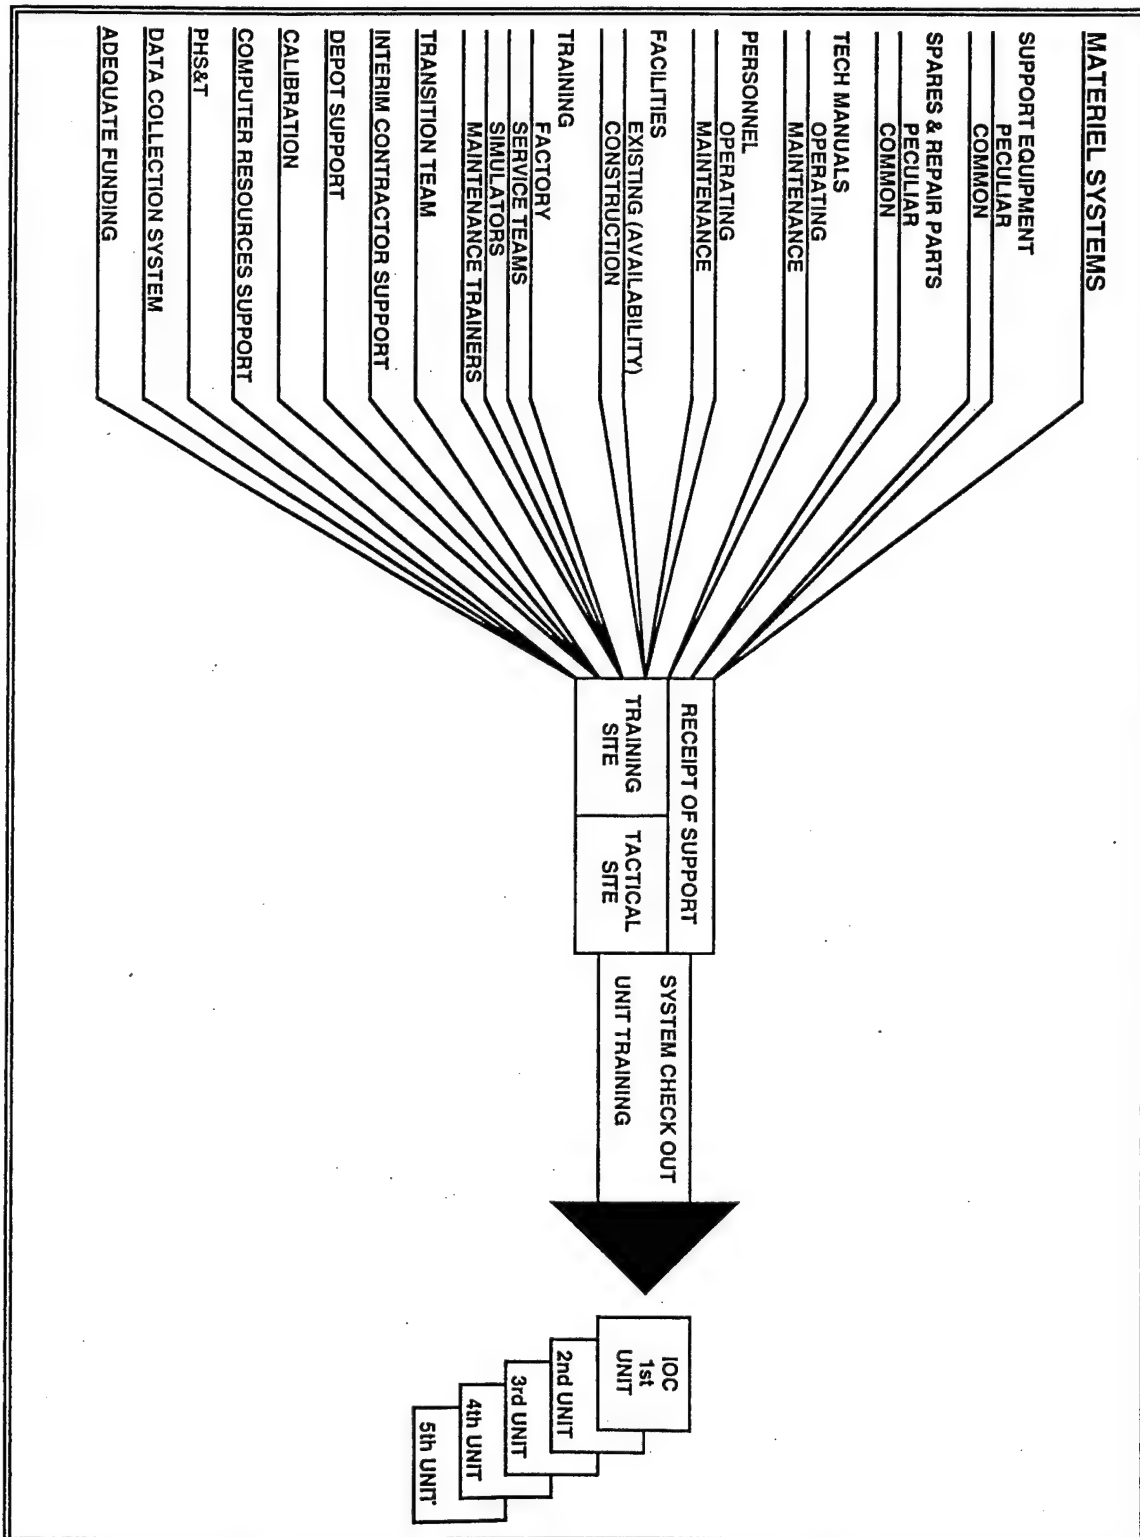 MATERIEL SYSTEMS
SUPPORT EQUIPMENT
PECULIAR
COMMON
SPARES & REPAIR PARTS
PECULIAR
COMMON
TECH MANUALS
OPERATING
MAINTENANCE
PERSONNEL
OPERATING
MAINTENANCE
FACILITIES
EXISTING (AVAILABILITY)
CONSTRUCTION
TRAINING
FACTORY
SERVICE TEAMS
SIMULATORS
MAINTENANCE TRAINERS
TRANSITION TEAM
INTERIM CONTRACTOR SUPPORT
DEPOT SUPPORT
CALIBRATION
COMPUTER RESOURCES SUPPORT
PHS&T
DATA COLLECTION SYSTEM
ADEQUATE FUNDING
RECEIPT OF SUPPORT
TRAINING
SITE
TACTICAL
SITE
SYSTEM CHECK OUT
UNIT TRAINING
IOC
1st
UNIT
2nd UNIT
3rd UNIT
4th UNIT
5th UNIT